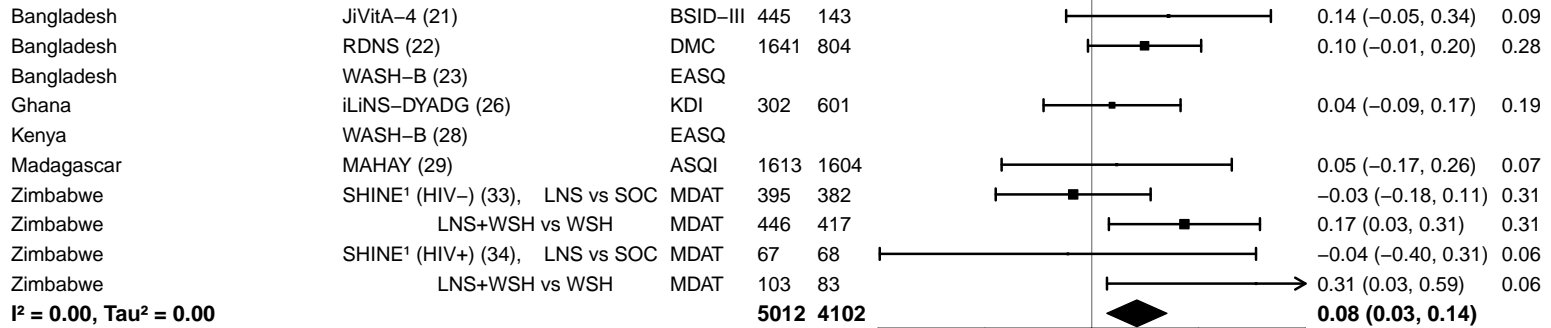 Bangladesh JiVitA−4 (21) BSID−III 445 143 0.14 (−0.05, 0.34) 0.09
Bangladesh RDNS (22) DMC 1641 804 0.10 (−0.01, 0.20) 0.28
Bangladesh WASH−B (23) EASQ
Ghana iLiNS−DYADG (26) KDI 302 601 0.04 (−0.09, 0.17) 0.19
Kenya WASH−B (28) EASQ
Madagascar MAHAY (29) ASQI 1613 1604 0.05 (−0.17, 0.26) 0.07
Zimbabwe SHINE¹ (HIV−) (33), LNS vs SOC MDAT 395 382 −0.03 (−0.18, 0.11) 0.31
Zimbabwe LNS+WSH vs WSH MDAT 446 417 0.17 (0.03, 0.31) 0.31
Zimbabwe SHINE¹ (HIV+) (34), LNS vs SOC MDAT 67 68 −0.04 (−0.40, 0.31) 0.06
Zimbabwe LNS+WSH vs WSH MDAT 103 83 0.31 (0.03, 0.59) 0.06
I² = 0.00, Tau² = 0.00 5012 4102 0.08 (0.03, 0.14)